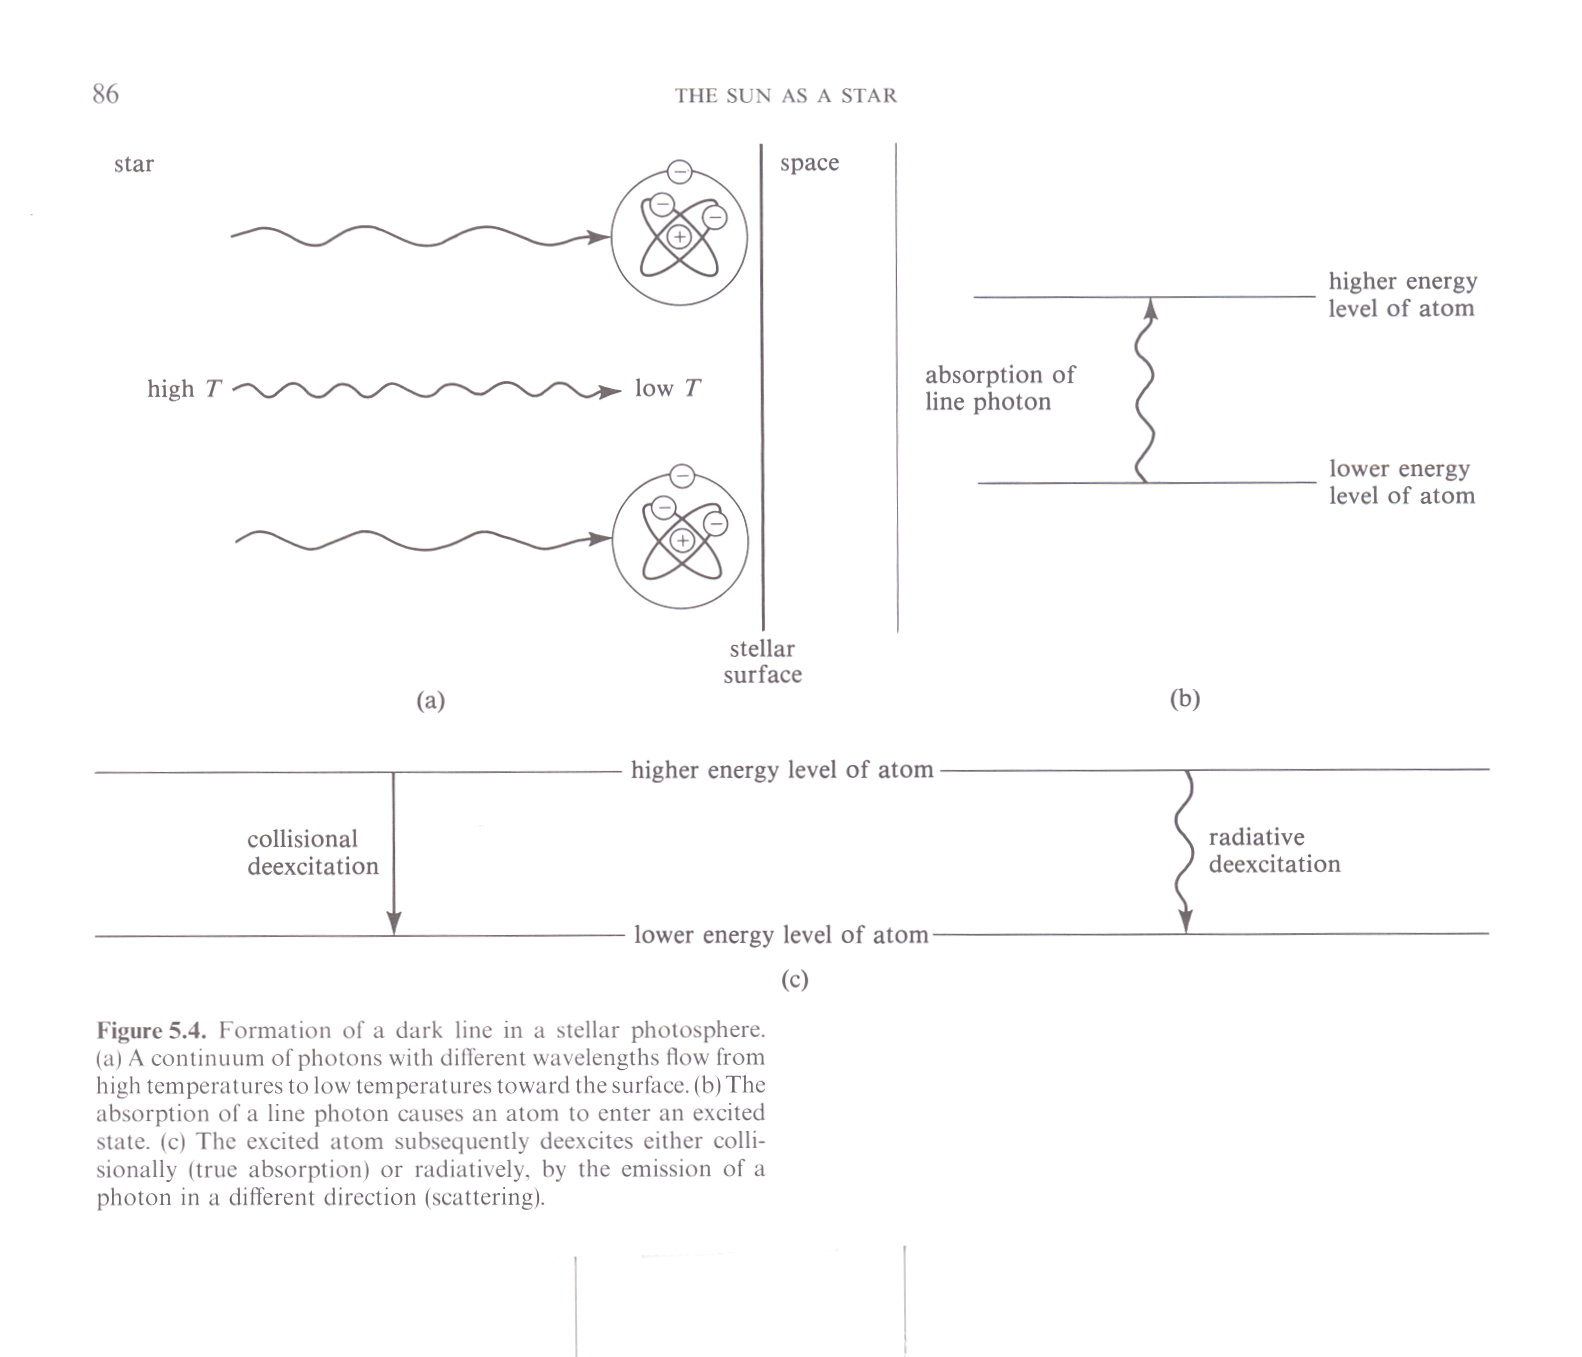 86
THE SUN AS A STAR
star
space
−
−
−
+
high T
low T
−
−
−
+
stellar
surface
(a)
higher energy
level of atom
absorption of
line photon
lower energy
level of atom
(b)
higher energy level of atom
collisional
deexcitation
radiative
deexcitation
lower energy level of atom
(c)
Figure 5.4. Formation of a dark line in a stellar photosphere.
(a) A continuum of photons with different wavelengths flow from
high temperatures to low temperatures toward the surface. (b) The
absorption of a line photon causes an atom to enter an excited
state. (c) The excited atom subsequently deexcites either colli-
sionally (true absorption) or radiatively, by the emission of a
photon in a different direction (scattering).